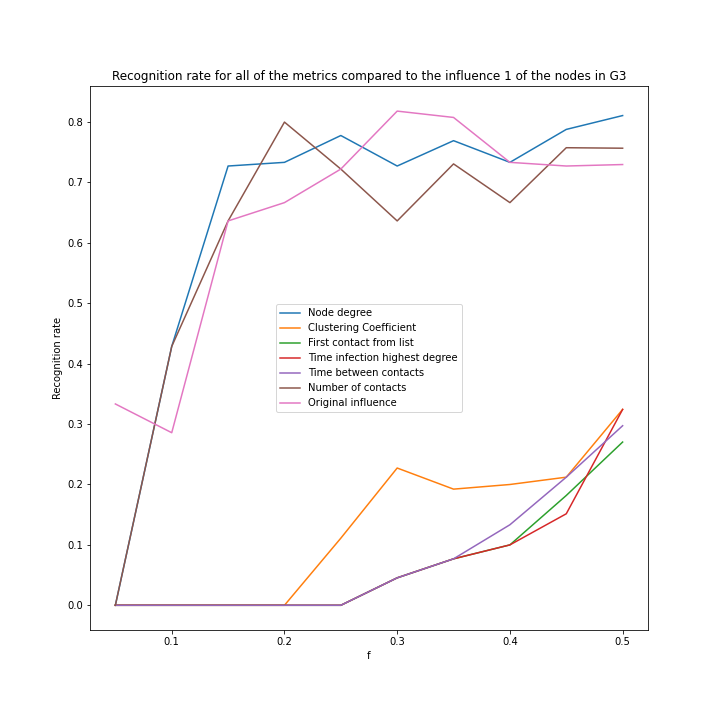 Recognition rate for all of the metrics compared to the influence 1 of the nodes in G3
0.8
0.7
0.6
0.5
0.4
0.3
0.2
0.1
0.0
Recognition rate
Node degree
Clustering Coefficient
First contact from list
Time infection highest degree
Time between contacts
Number of contacts
Original influence
0.1 0.2 0.3 0.4 0.5
f